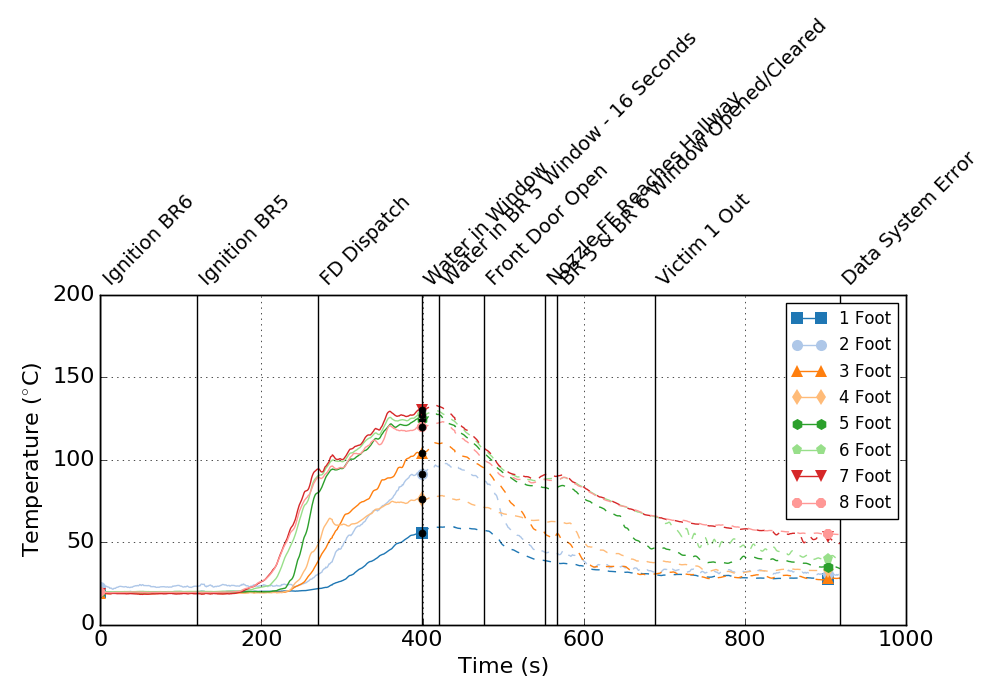 Ignition BR6
Ignition BR5
FD Dispatch
Water in Window
Water in BR 5 Window - 16 Seconds
Front Door Open
Nozzle FF Reaches Hallway
BR 5 & BR 6 Window Opened/Cleared
Victim 1 Out
Data System Error
200
150
100
50
0
Temperature (°C)
1 Foot
2 Foot
3 Foot
4 Foot
5 Foot
6 Foot
7 Foot
8 Foot
0
200
400
600
800
1000
Time (s)